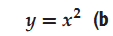 y = x² (b